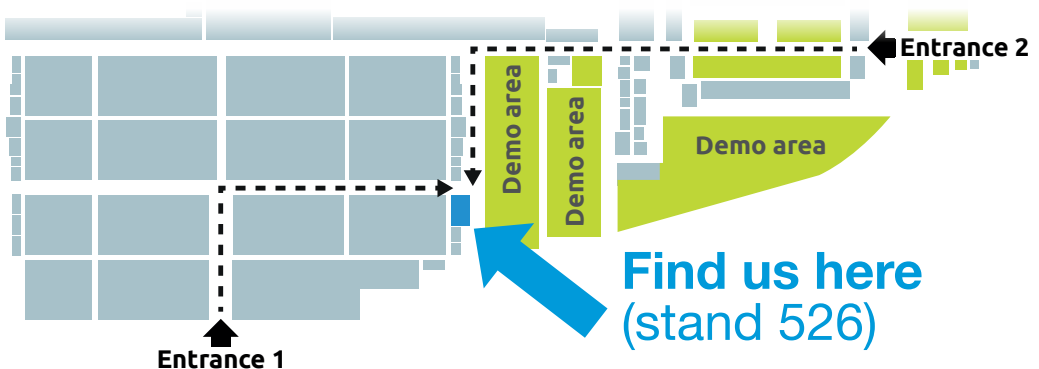 Entrance 2
Demo area
Demo area
Demo area
Find us here
(stand 526)
Entrance 1